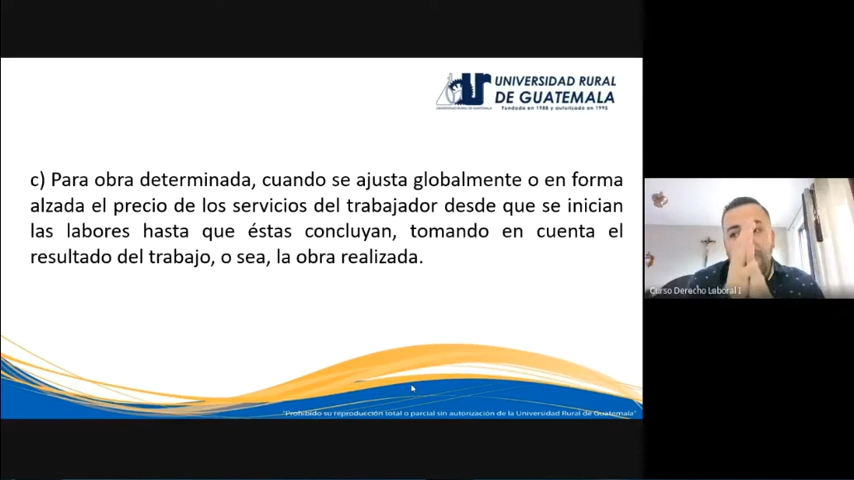 UNIVERSIDAD RURAL
DE GUATEMALA
Fundada en 1988 y autorizada en 1995
c) Para obra determinada, cuando se ajusta globalmente o en forma
alzada el precio de los servicios del trabajador desde que se inician
las labores hasta que éstas concluyan, tomando en cuenta el
resultado del trabajo, o sea, la obra realizada.
Curso Derecho Laboral I
"Prohibido su reproducción total o parcial sin autorización de la Universidad Rural de Guatemala"